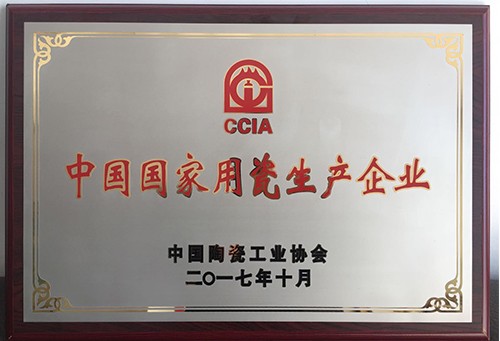 CCIA
中国国家用瓷生产企业
中国陶瓷工业协会
二〇一七年十月